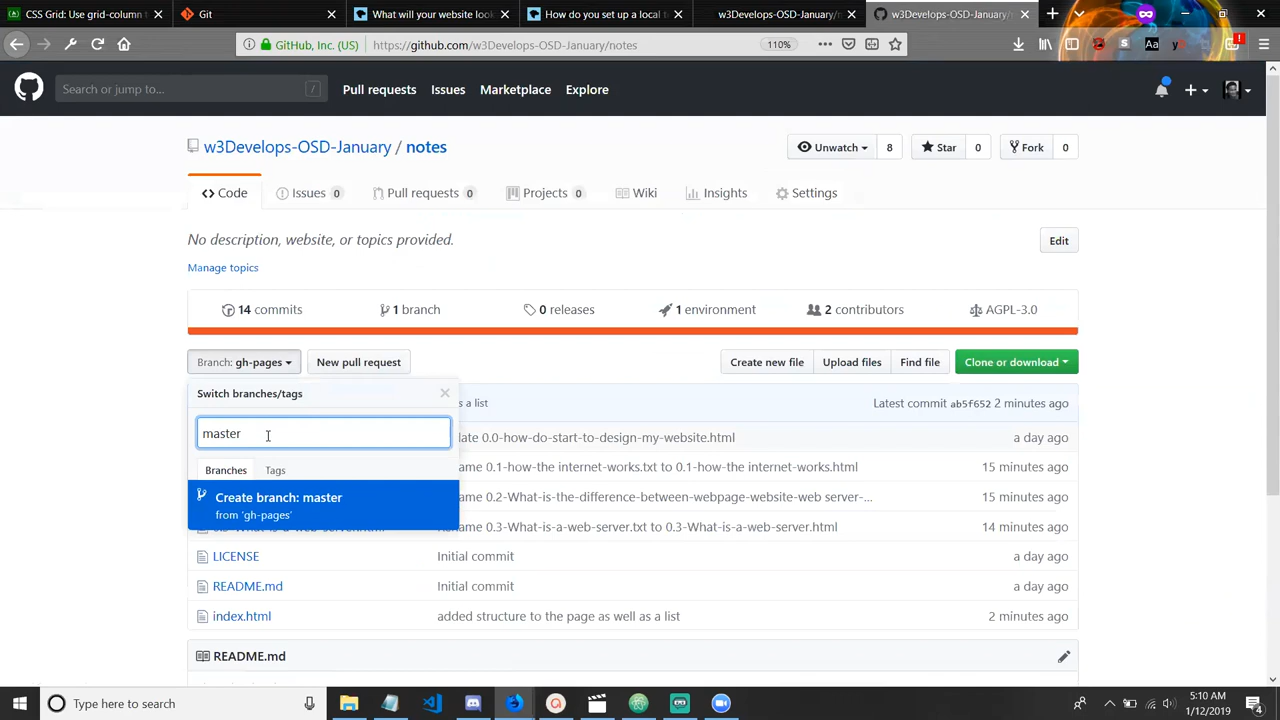 CSS Grid: Use grid-column t
Git
What will your website look
How do you set up a local t
w3Develops-OSD-January/n
w3Develops-OSD-January/
GitHub, Inc. (US)
https://github.com/w3Develops-OSD-January/notes
110%
Search or jump to...
/
Pull requests
Issues
Marketplace
Explore
w3Develops-OSD-January / notes
Unwatch
8
Star
0
Fork
0
Code
Issues 0
Pull requests 0
Projects 0
Wiki
Insights
Settings
No description, website, or topics provided.
Edit
Manage topics
14 commits
1 branch
0 releases
1 environment
2 contributors
AGPL-3.0
Branch: gh-pages
New pull request
Create new file
Upload files
Find file
Clone or download
Switch branches/tags
s a list
Latest commit ab5f652 2 minutes ago
master
late 0.0-how-do-start-to-design-my-website.html
a day ago
name 0.1-how-the internet-works.txt to 0.1-how-the internet-works.html
15 minutes ago
Branches
Tags
Create branch: master
from 'gh-pages'
name 0.2-What-is-the-difference-between-webpage-website-web server-...
15 minutes ago
name 0.3-What-is-a-web-server.txt to 0.3-What-is-a-web-server.html
14 minutes ago
LICENSE
Initial commit
a day ago
README.md
Initial commit
a day ago
index.html
added structure to the page as well as a list
2 minutes ago
README.md
Type here to search
5:10 AM
1/12/2019
4